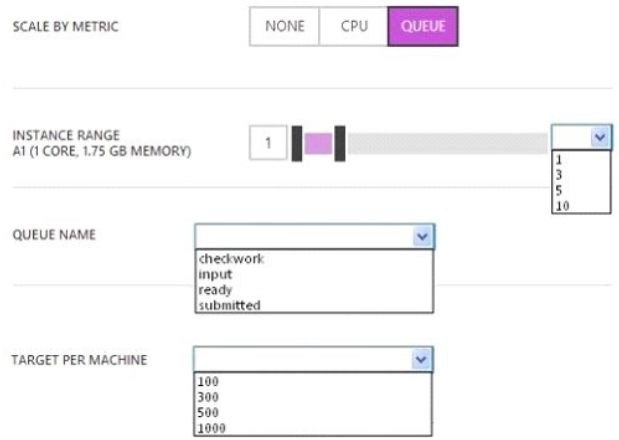 SCALE BY METRIC NONE CPU QUEUE
INSTANCE RANGE
A1 (1 CORE, 1.75 GB MEMORY)
1
1
3
5
10
QUEUE NAME
checkwork
input
ready
submitted
TARGET PER MACHINE
100
300
500
1000